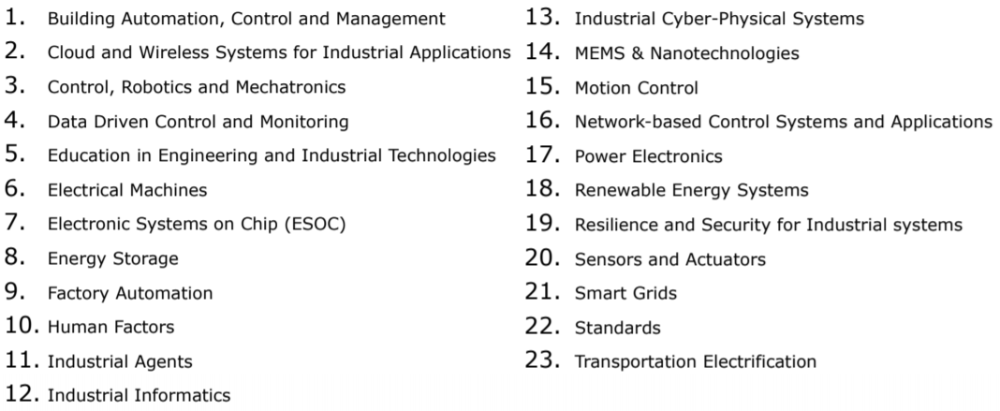 1. Building Automation, Control and Management
2. Cloud and Wireless Systems for Industrial Applications
3. Control, Robotics and Mechatronics
4. Data Driven Control and Monitoring
5. Education in Engineering and Industrial Technologies
6. Electrical Machines
7. Electronic Systems on Chip (ESOC)
8. Energy Storage
9. Factory Automation
10. Human Factors
11. Industrial Agents
12. Industrial Informatics
13. Industrial Cyber-Physical Systems
14. MEMS & Nanotechnologies
15. Motion Control
16. Network-based Control Systems and Applications
17. Power Electronics
18. Renewable Energy Systems
19. Resilience and Security for Industrial systems
20. Sensors and Actuators
21. Smart Grids
22. Standards
23. Transportation Electrification